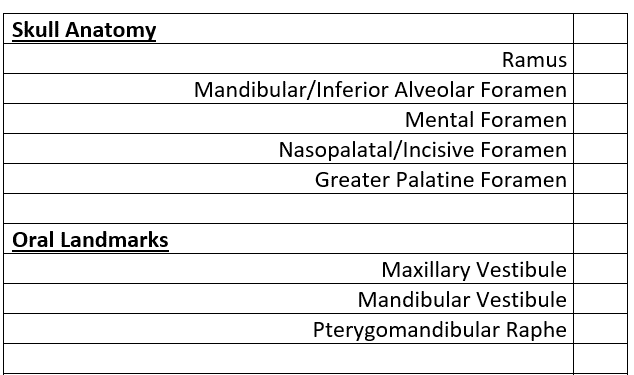 Skull Anatomy
Ramus
Mandibular/Inferior Alveolar Foramen
Mental Foramen
Nasopalatal/Incisive Foramen
Greater Palatine Foramen
Oral Landmarks
Maxillary Vestibule
Mandibular Vestibule
Pterygomandibular Raphe